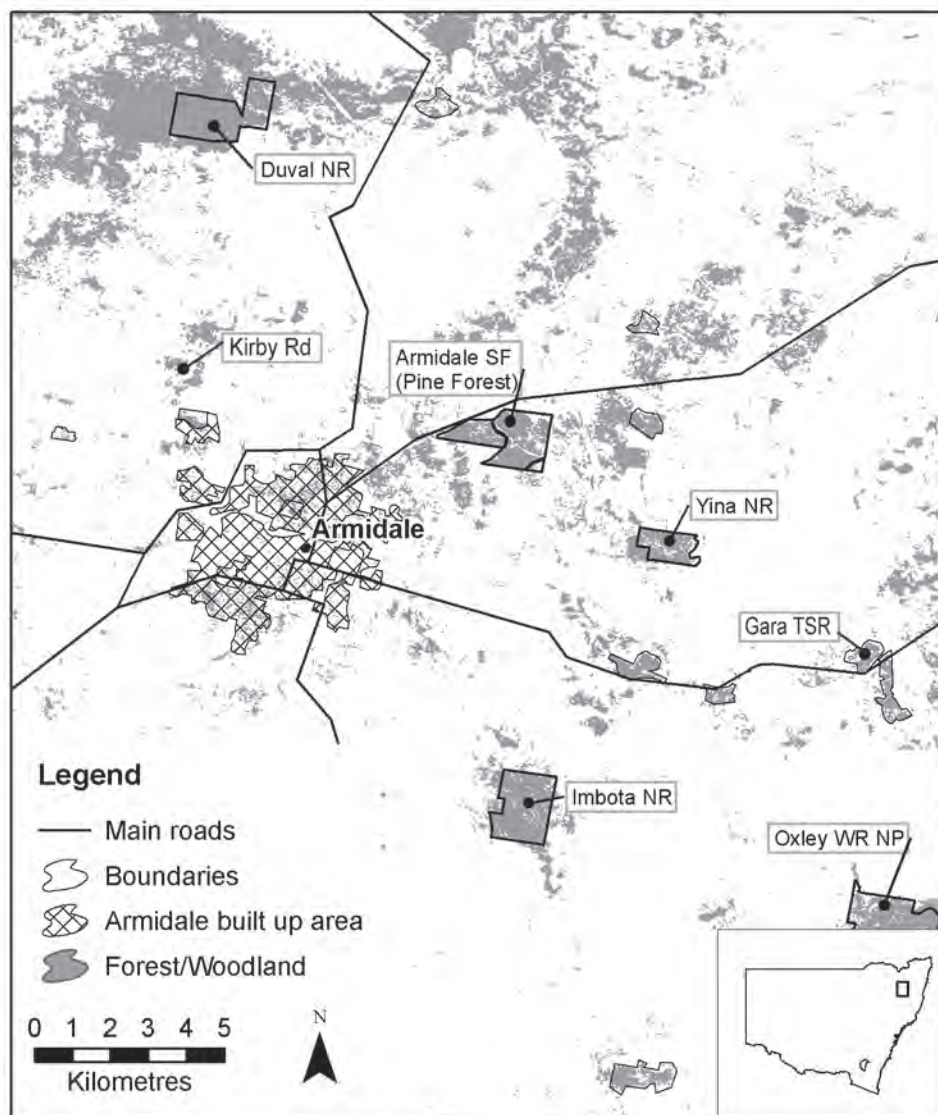 Duval NR
Kirby Rd
Armidale SF
(Pine Forest)
Armidale
Yina NR
Gara TSR
Imbota NR
Oxley WR NP
Legend
Main roads
Boundaries
Armidale built up area
Forest/Woodland
0 1 2 3 4 5
Kilometres
N